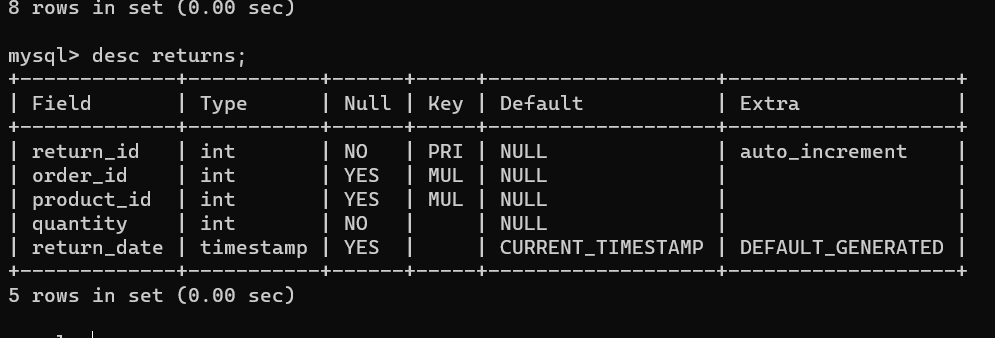 8 rows in set (0.00 sec)
mysql> desc returns;
+-------------+-----------+------+-----+-------------------+-------------------+
| Field       | Type      | Null | Key | Default           | Extra             |
+-------------+-----------+------+-----+-------------------+-------------------+
| return_id   | int       | NO   | PRI | NULL              | auto_increment    |
| order_id    | int       | YES  | MUL | NULL              |                   |
| product_id  | int       | YES  | MUL | NULL              |                   |
| quantity    | int       | NO   |     | NULL              |                   |
| return_date | timestamp | YES  |     | CURRENT_TIMESTAMP | DEFAULT_GENERATED |
+-------------+-----------+------+-----+-------------------+-------------------+
5 rows in set (0.00 sec)